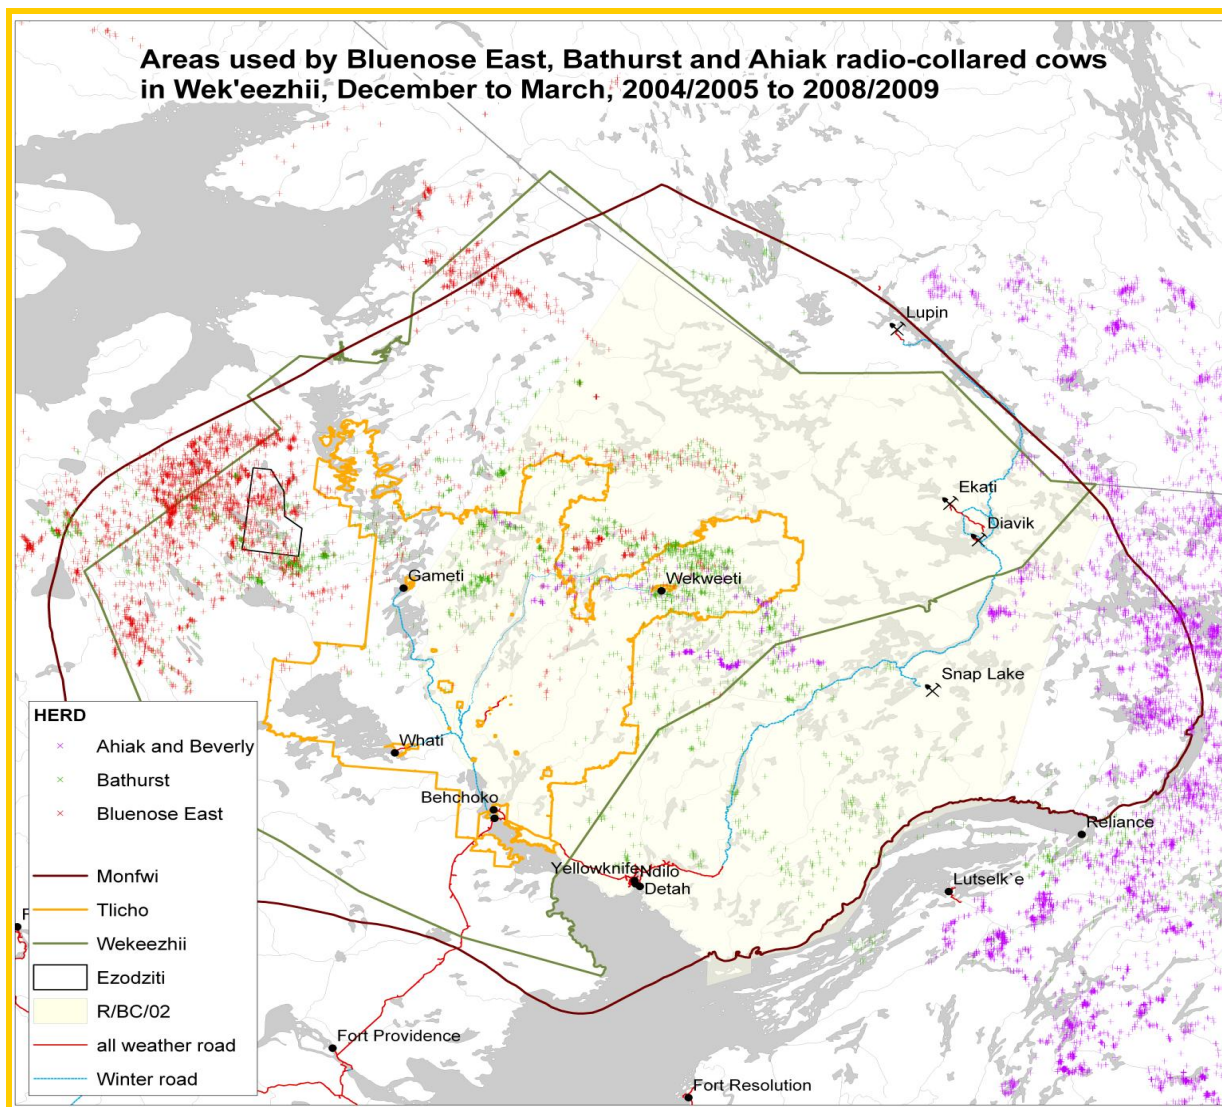 Areas used by Bluenose East, Bathurst and Ahiak radio-collared cows
in Wek'eezhii, December to March, 2004/2005 to 2008/2009
Lupin
Ekati
Diavik
Gameti
Wekweeti
Snap Lake
Whati
Behchoko
Reliance
Yellowknife
Ndilo
Detah
Lutselk`e
Fort Providence
Fort Resolution
HERD
Ahiak and Beverly
Bathurst
Bluenose East
Monfwi
Tlicho
Wekeezhii
Ezodziti
R/BC/02
all weather road
Winter road